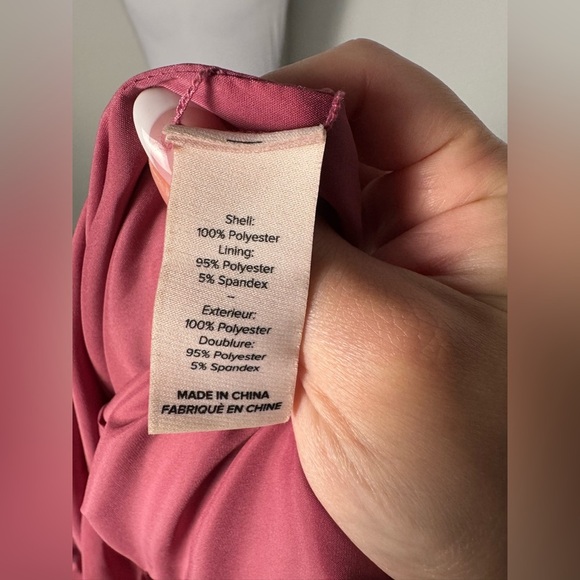 Shell:
100% Polyester
Lining:
95% Polyester
5% Spandex
–
Exterieur:
100% Polyester
Doublure:
95% Polyester
5% Spandex
MADE IN CHINA
FABRIQUÉ EN CHINE